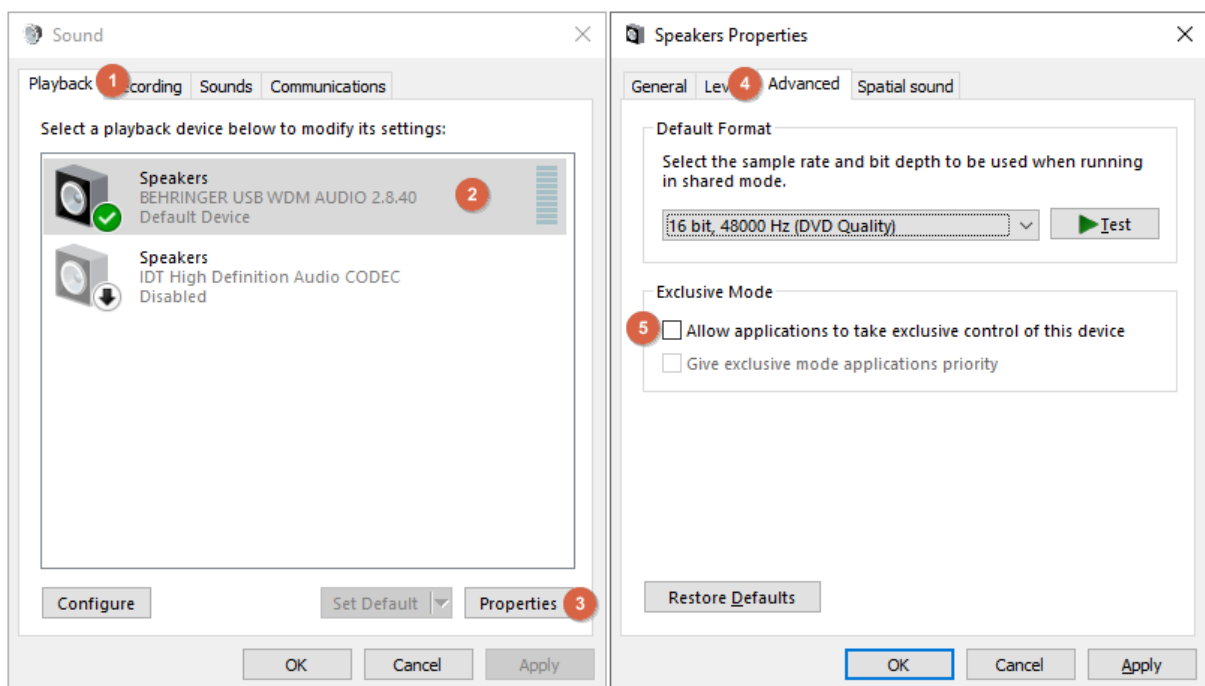 Sound
Playback 1 cording Sounds Communications
Select a playback device below to modify its settings:
Speakers
BEHRINGER USB WDM AUDIO 2.8.40
Default Device
2
Speakers
IDT High Definition Audio CODEC
Disabled
Configure Set Default Properties 3
OK Cancel Apply
Speakers Properties
General Lev 4 Advanced Spatial sound
Default Format
Select the sample rate and bit depth to be used when running
in shared mode.
16 bit, 48000 Hz (DVD Quality) Test
Exclusive Mode
5 Allow applications to take exclusive control of this device
Give exclusive mode applications priority
Restore Defaults
OK Cancel Apply